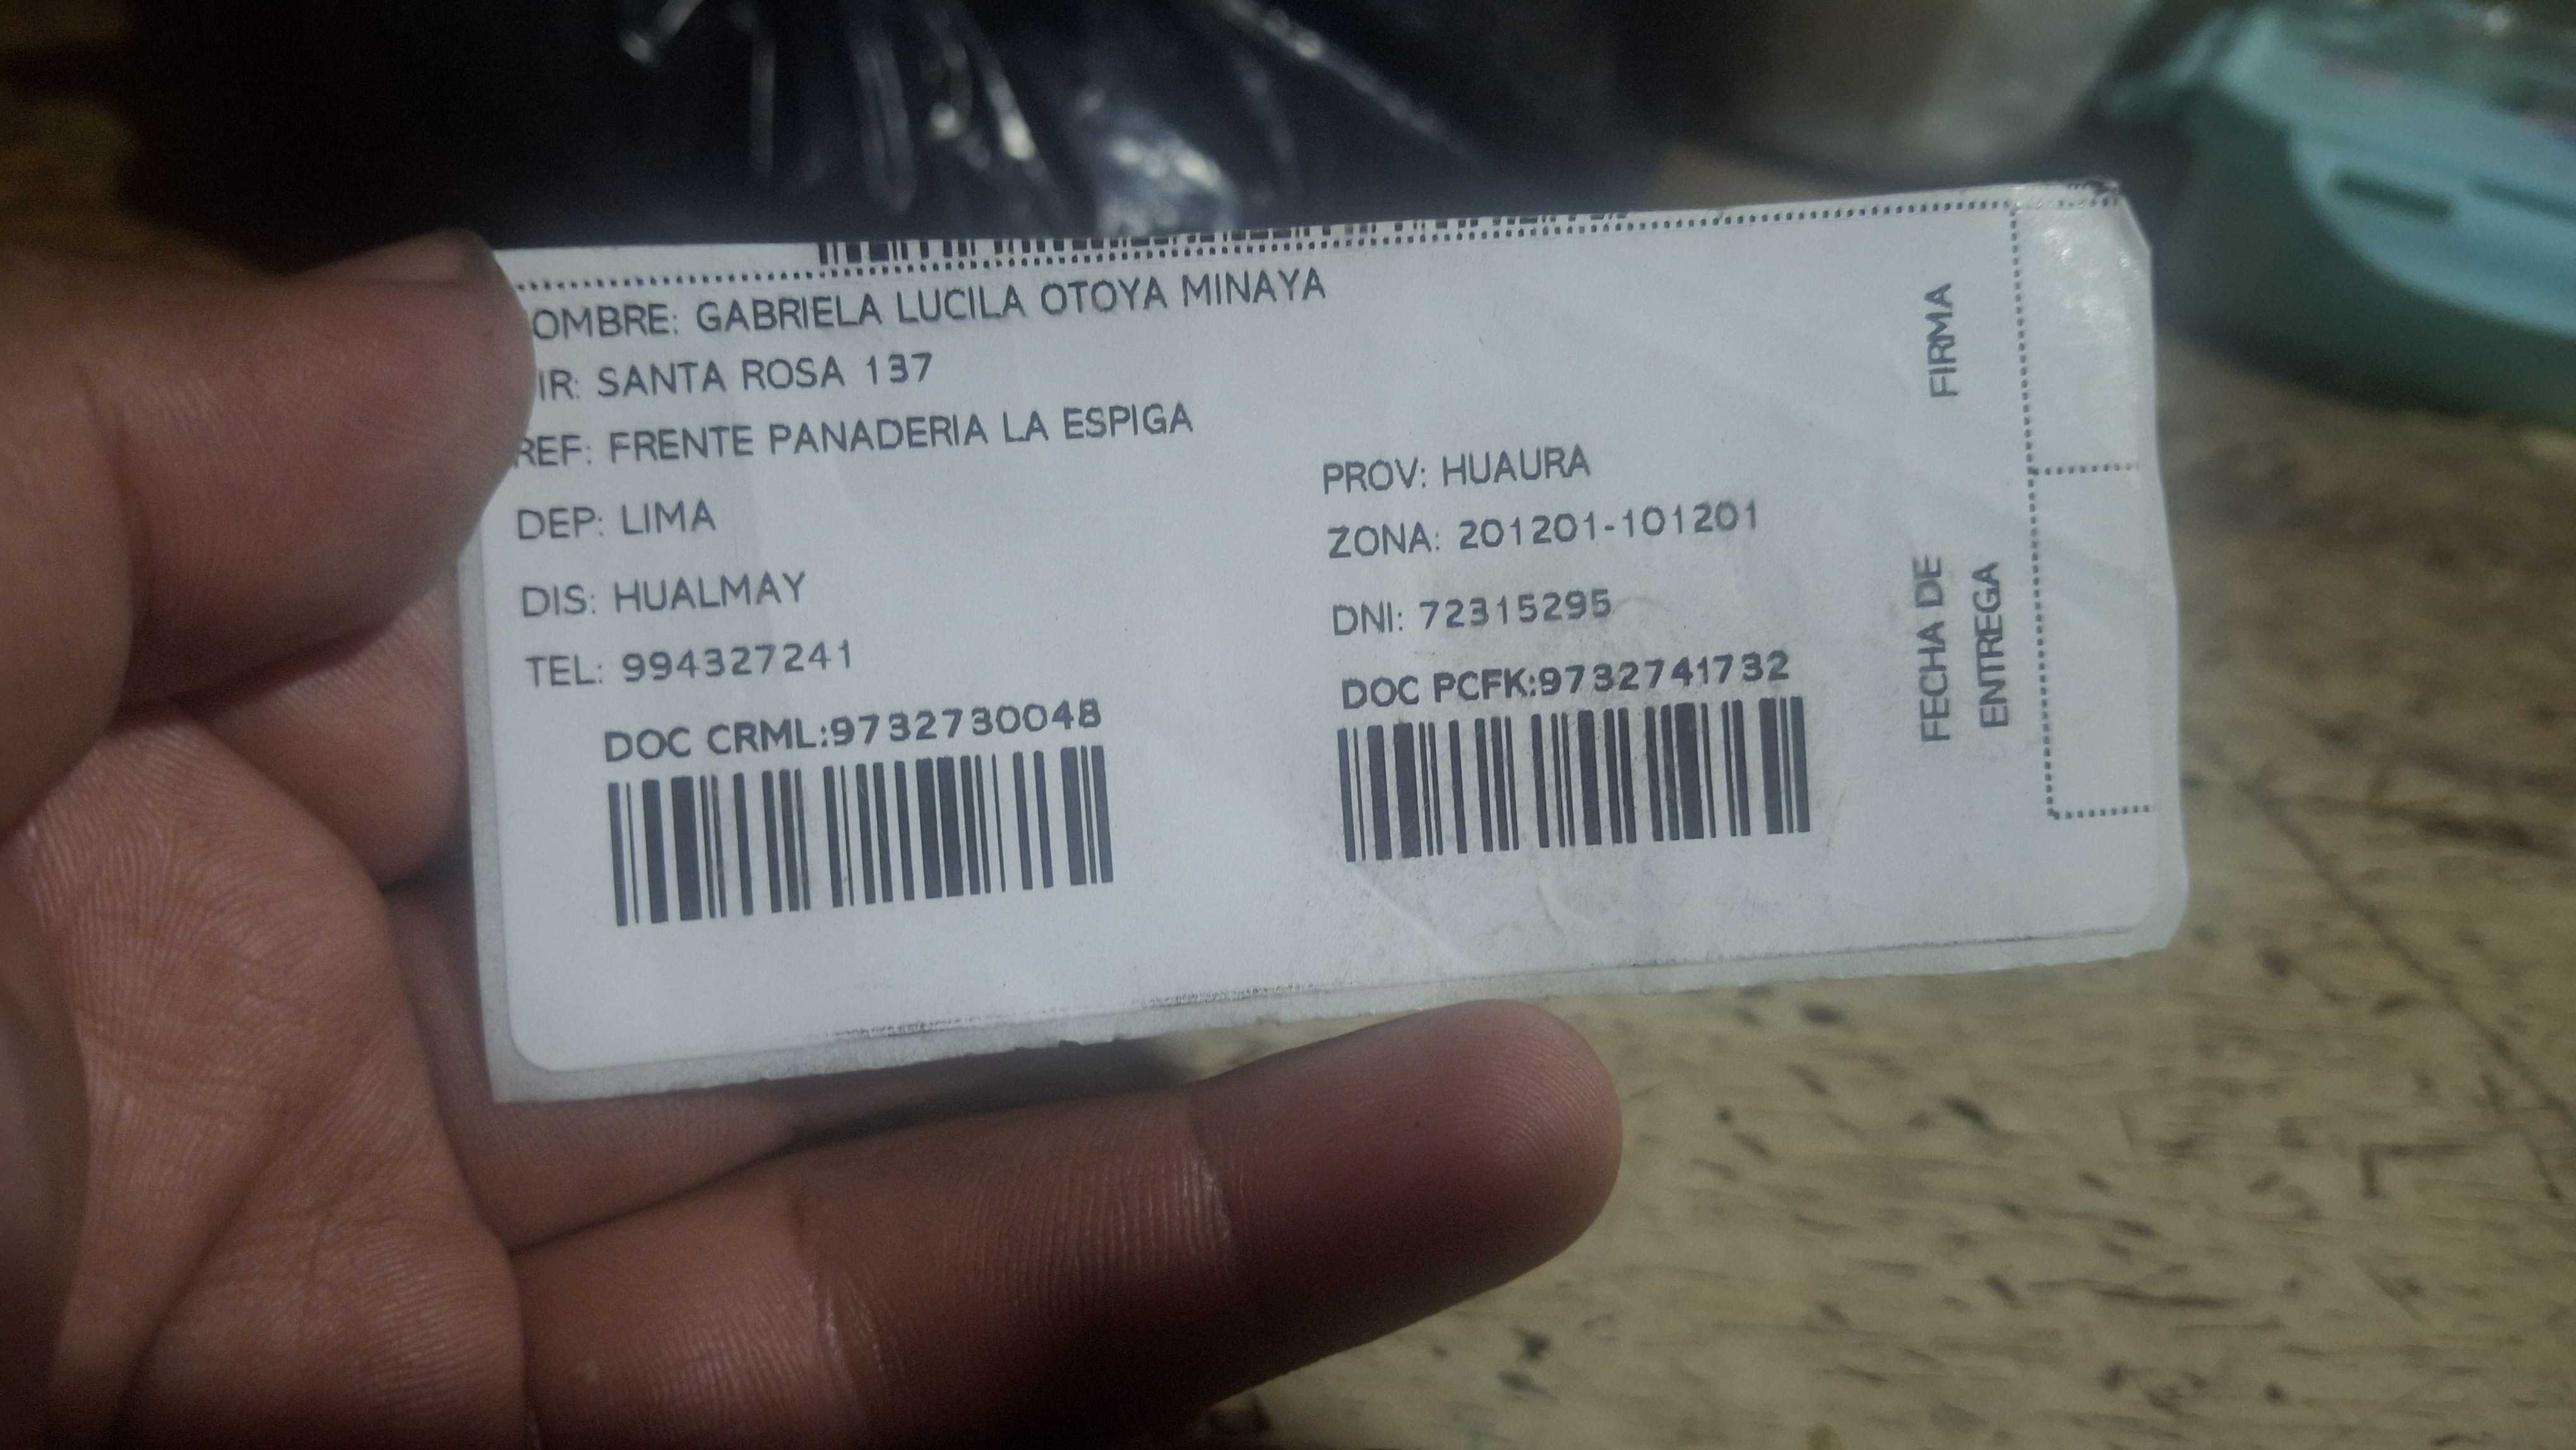 OMBRE: GABRIELA LUCILA OTOYA MINAYA
IR: SANTA ROSA 137
REF: FRENTE PANADERIA LA ESPIGA
DEP: LIMA
PROV: HUAURA
ZONA: 201201-101201
DIS: HUALMAY
DNI: 72315295
TEL: 994327241
DOC CRML:9732730048
DOC PCFK:9732741732
FIRMA
FECHA DE
ENTREGA